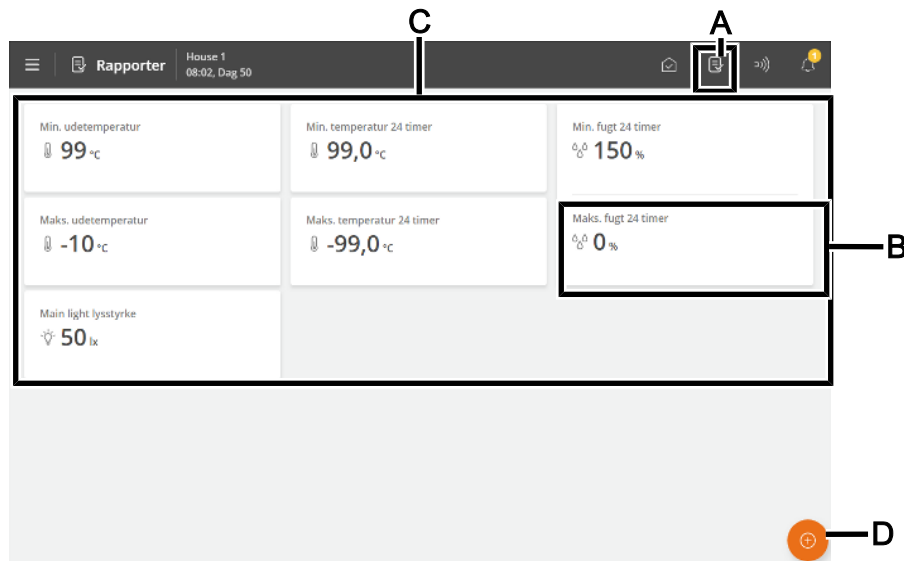 C
A
Rapporter
House 1
08:02, Dag 50
1
Min. udetemperatur
99 °C
Min. temperatur 24 timer
99,0 °C
Min. fugt 24 timer
150 %
Maks. udetemperatur
-10 °C
Maks. temperatur 24 timer
-99,0 °C
Maks. fugt 24 timer
0 %
B
Main light lysstyrke
50 lx
D